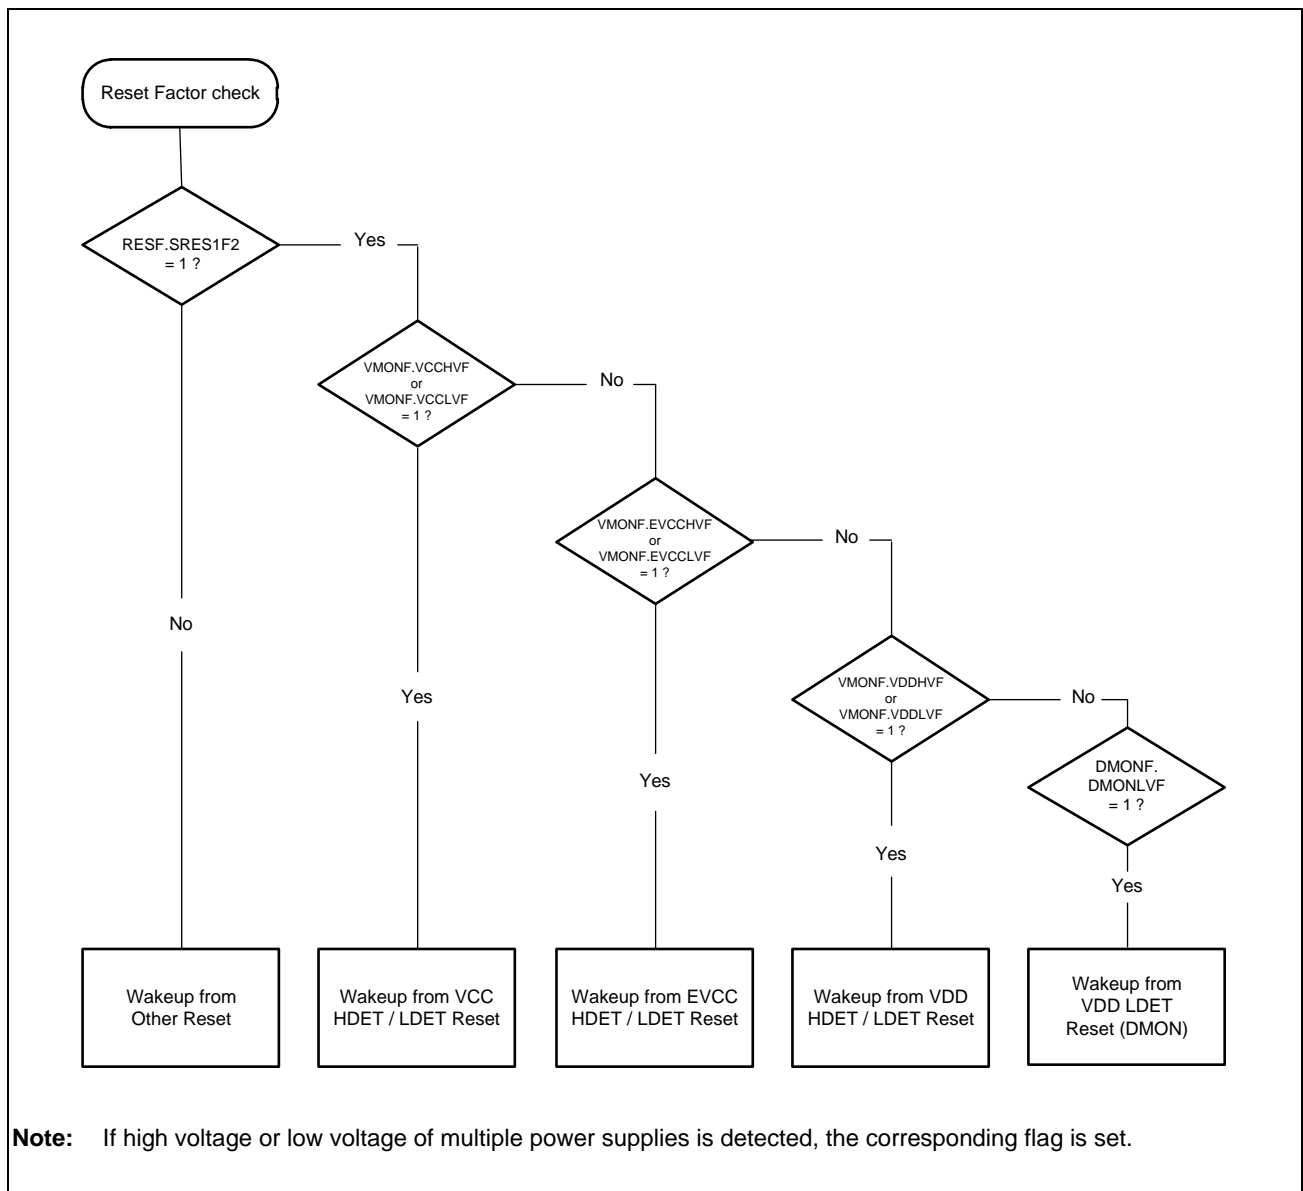 Reset Factor check
RESF.SRES1F2
= 1 ?
Yes
VMONF.VCCHVF
or
VMONF.VCCLVF
= 1 ?
No
VMONF.EVCCHVF
or
VMONF.EVCCLVF
= 1 ?
No
No
VMONF.VDDHVF
or
VMONF.VDDLVF
= 1 ?
No
Yes
DMONF.
DMONLVF
= 1 ?
Yes
Yes
Yes
Wakeup from
Other Reset
Wakeup from VCC
HDET / LDET Reset
Wakeup from EVCC
HDET / LDET Reset
Wakeup from VDD
HDET / LDET Reset
Wakeup from
VDD LDET
Reset (DMON)
Note: If high voltage or low voltage of multiple power supplies is detected, the corresponding flag is set.